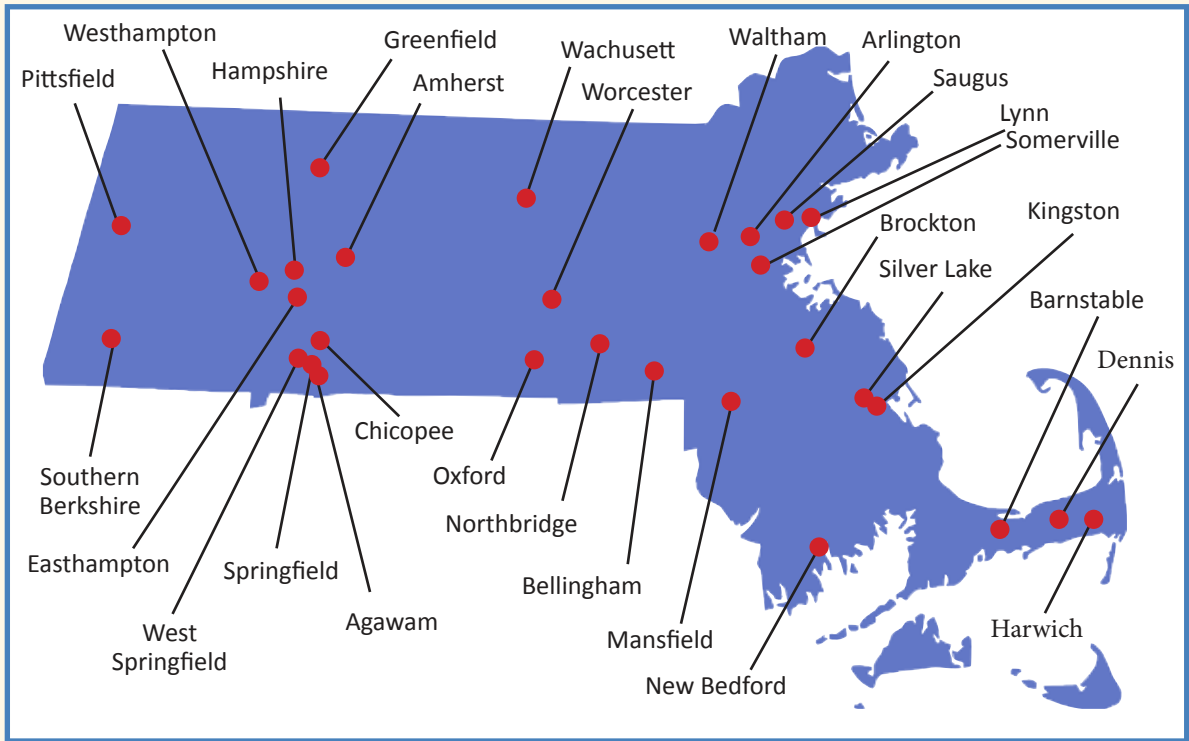 Westhampton
Greenfield
Wachusett
Waltham
Arlington
Pittsfield
Hampshire
Amherst
Worcester
Saugus
Lynn
Somerville
Kingston
Brockton
Silver Lake
Barnstable
Dennis
Chicopee
Southern
Berkshire
Oxford
Northbridge
Easthampton
Springfield
Bellingham
Agawam
West
Springfield
Mansfield
Harwich
New Bedford